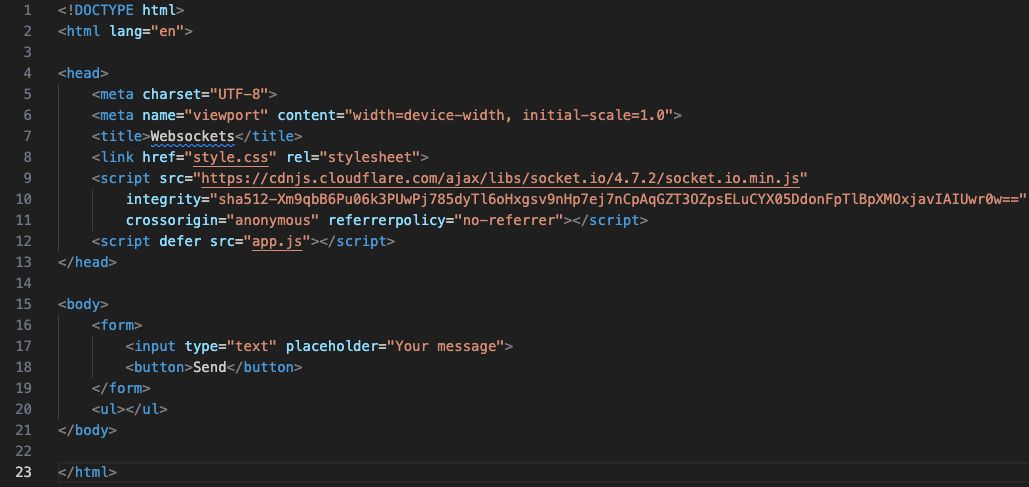 1 <!DOCTYPE html>
2 <html lang="en">
3
4 <head>
5 <meta charset="UTF-8">
6 <meta name="viewport" content="width=device-width, initial-scale=1.0">
7 <title>Websockets</title>
8 <link href="style.css" rel="stylesheet">
9 <script src="https://cdnjs.cloudflare.com/ajax/libs/socket.io/4.7.2/socket.io.min.js"
10 integrity="sha512-Xm9qbB6Pu06k3PUwPj785dyTl6oHxgsv9nHp7ej7nCpAqGZT3OZpsELuCYX05DdonFpTlBpXMOxjavIAIUwr0w=="
11 crossorigin="anonymous" referrerpolicy="no-referrer"></script>
12 <script defer src="app.js"></script>
13 </head>
14
15 <body>
16 <form>
17 <input type="text" placeholder="Your message">
18 <button>Send</button>
19 </form>
20 <ul></ul>
21 </body>
22
23 </html>